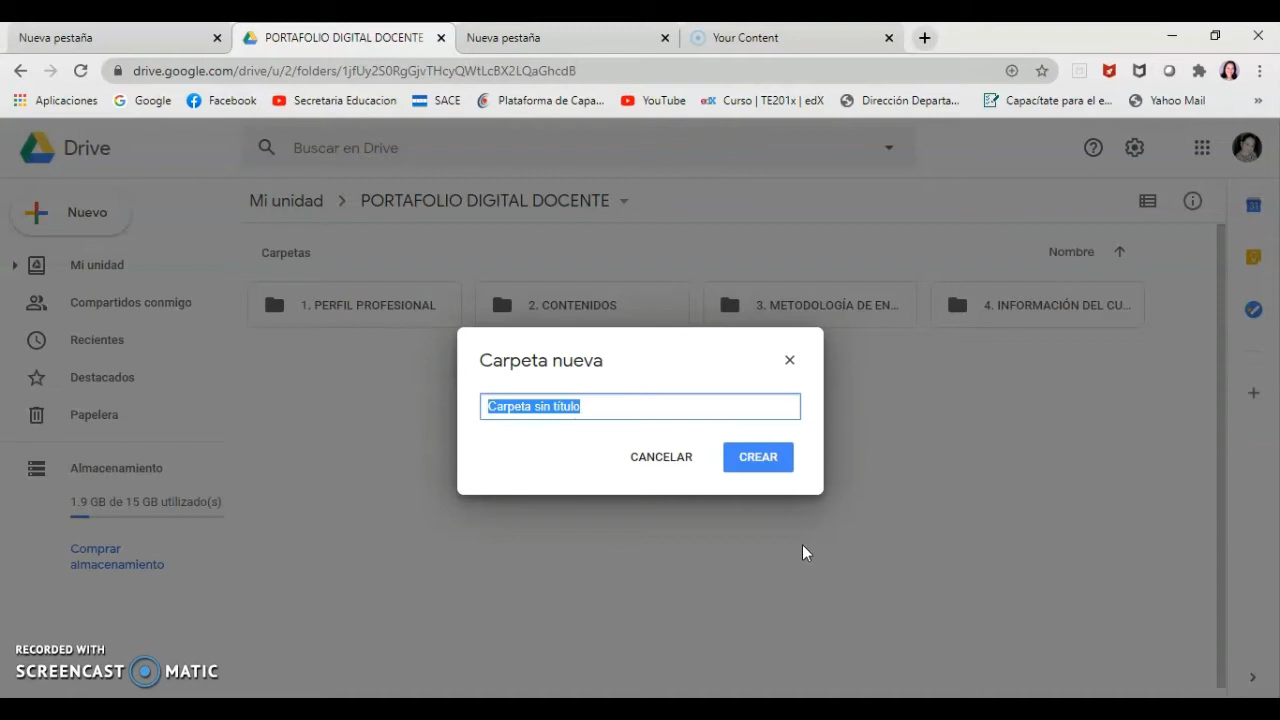 Nueva pestaña
PORTAFOLIO DIGITAL DOCENTE
Nueva pestaña
Your Content
drive.google.com/drive/u/2/folders/1jfUy2S0RgGjvTHcyQWtLcBX2LQaGhcdB
Aplicaciones
Google
Facebook
Secretaria Educacion
SACE
Plataforma de Capa...
YouTube
Curso | TE201x | edX
Dirección Departa...
Capacítate para el e...
Yahoo Mail
Drive
Buscar en Drive
Nuevo
Mi unidad
PORTAFOLIO DIGITAL DOCENTE
Mi unidad
Compartidos conmigo
Recientes
Destacados
Papelera
Almacenamiento
1.9 GB de 15 GB utilizado(s)
Comprar
almacenamiento
Carpetas
Nombre
1. PERFIL PROFESIONAL
2. CONTENIDOS
3. METODOLOGÍA DE EN...
4. INFORMACIÓN DEL CU...
Carpeta nueva
Carpeta sin título
CANCELAR
CREAR
RECORDED WITH
SCREENCAST MATIC